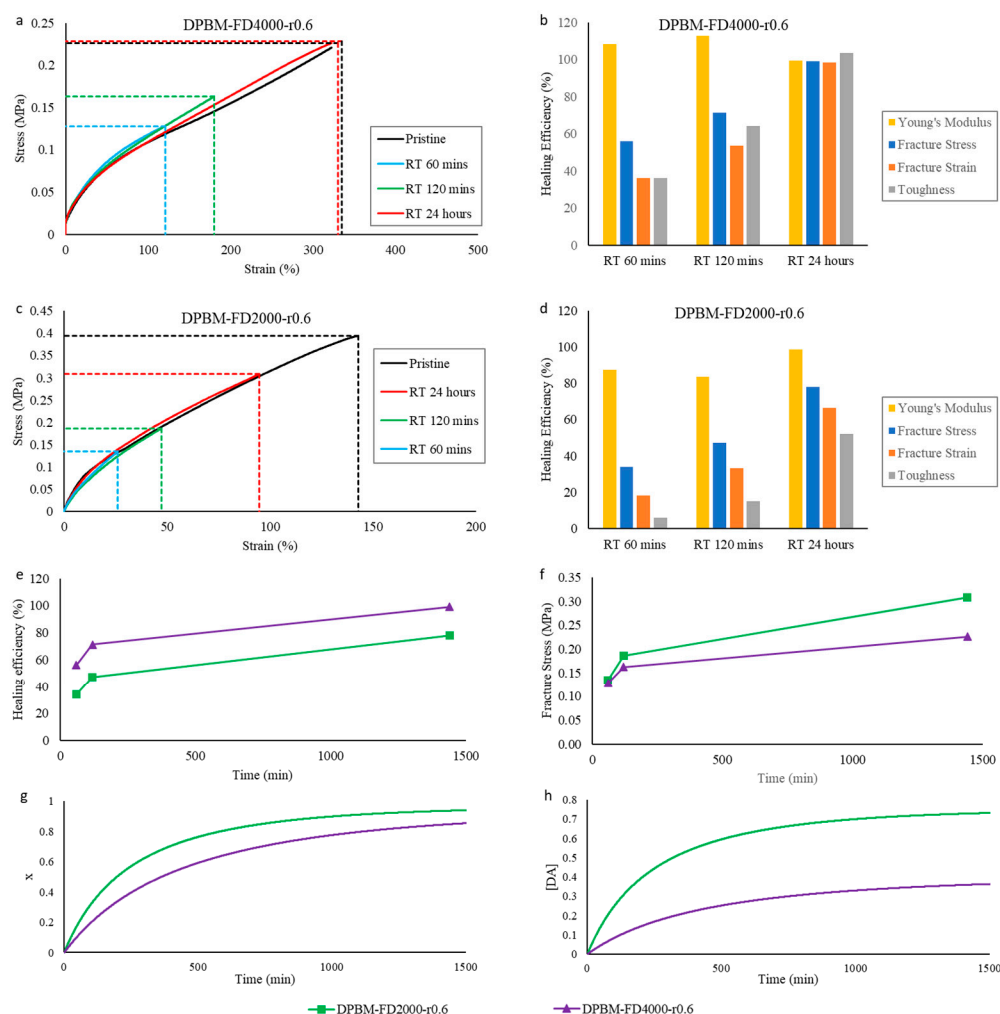 a
DPBM-FD4000-r0.6
0.25
0.2
0.15
0.1
0.05
0
Stress (MPa)
0
100
200
300
400
500
Strain (%)
Pristine
RT 60 mins
RT 120 mins
RT 24 hours
b
DPBM-FD4000-r0.6
120
100
80
60
40
20
0
Healing Efficiency (%)
RT 60 mins
RT 120 mins
RT 24 hours
Young's Modulus
Fracture Stress
Fracture Strain
Toughness
c
DPBM-FD2000-r0.6
0.45
0.4
0.35
0.3
0.25
0.2
0.15
0.1
0.05
0
Stress (MPa)
0
50
100
150
200
Strain (%)
Pristine
RT 24 hours
RT 120 mins
RT 60 mins
d
DPBM-FD2000-r0.6
120
100
80
60
40
20
0
Healing Efficiency (%)
RT 60 mins
RT 120 mins
RT 24 hours
Young's Modulus
Fracture Stress
Fracture Strain
Toughness
e
120
100
80
60
40
20
0
Healing efficiency (%)
0
500
1000
1500
Time (min)
f
0.35
0.30
0.25
0.20
0.15
0.10
0.05
0.00
Fracture Stress (MPa)
0
500
1000
1500
Time (min)
g
1
0.8
0.6
0.4
0.2
0
x
0
500
1000
1500
Time (min)
h
0.8
0.7
0.6
0.5
0.4
0.3
0.2
0.1
0
[DA]
0
500
1000
1500
Time (min)
DPBM-FD2000-r0.6
DPBM-FD4000-r0.6